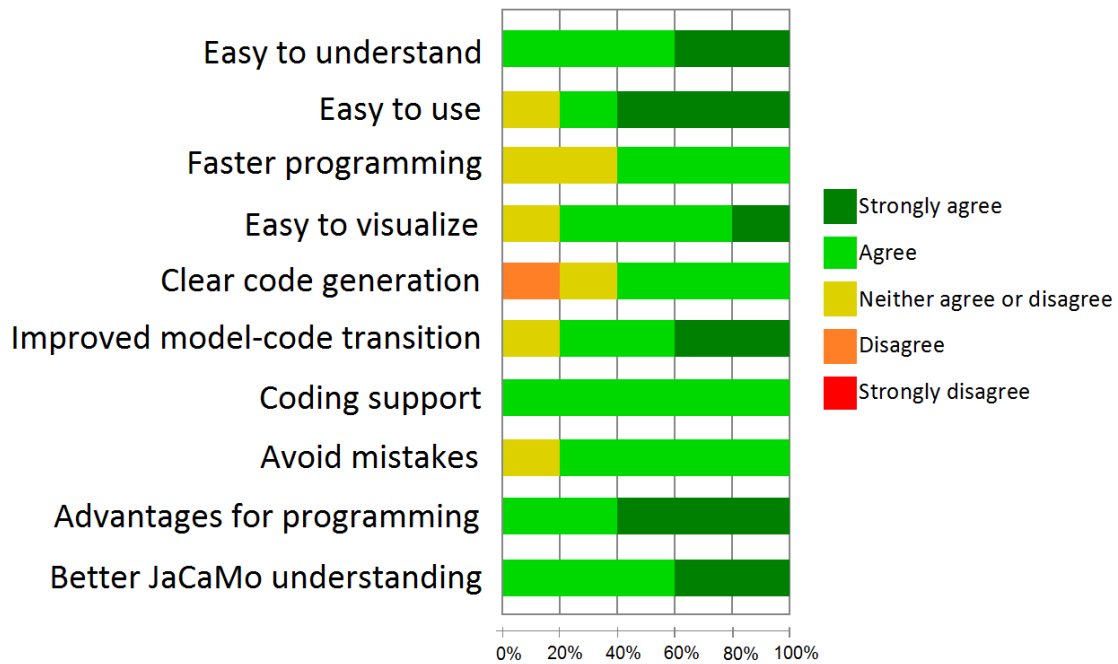 Easy to understand
Easy to use
Faster programming
Easy to visualize
Clear code generation
Improved model-code transition
Coding support
Avoid mistakes
Advantages for programming
Better JaCaMo understanding
0% 20% 40% 60% 80% 100%
Strongly agree
Agree
Neither agree or disagree
Disagree
Strongly disagree